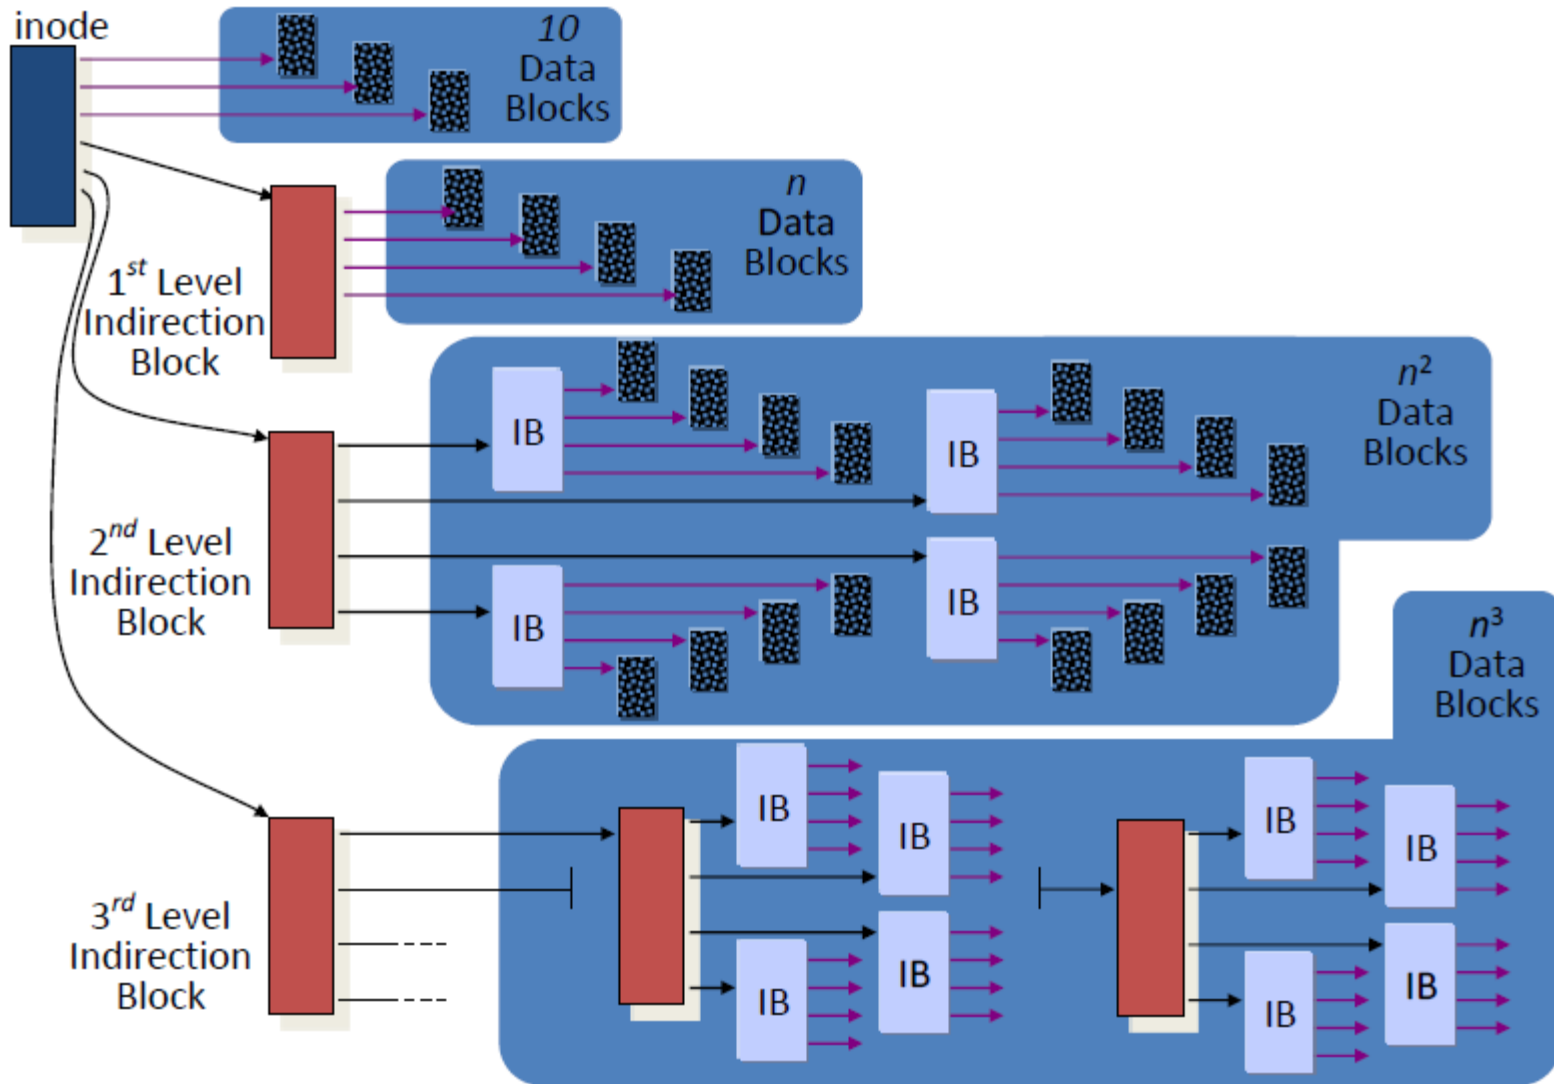 inode
10
Data
Blocks
n
Data
Blocks
1st Level
Indirection
Block
n²
Data
Blocks
IB
IB
2nd Level
Indirection
Block
IB
IB
n³
Data
Blocks
IB
IB
IB
IB
3rd Level
Indirection
Block
IB
IB
IB
IB